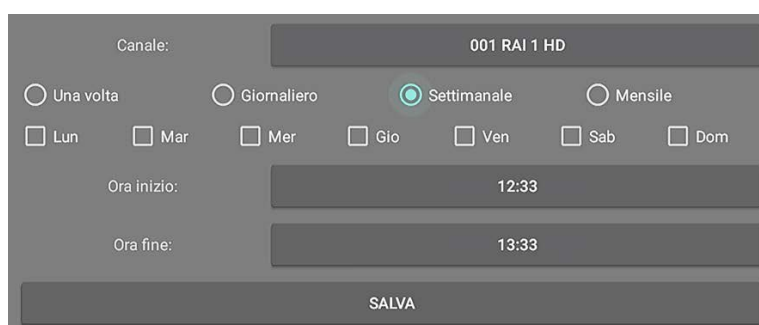 Canale: 001 RAI 1 HD
Una volta Giornaliero Settimanale Mensile
Lun Mar Mer Gio Ven Sab Dom
Ora inizio: 12:33
Ora fine: 13:33
SALVA